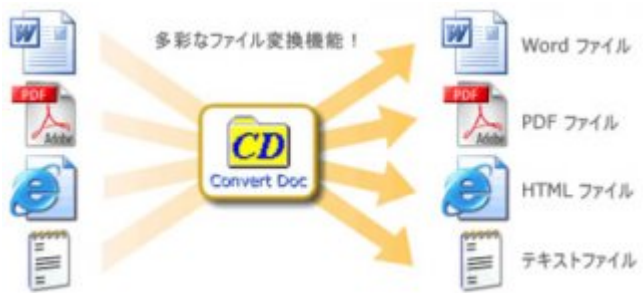 多彩なファイル変換機能！
W
W
Word ファイル
PDF
Adobe
PDF
Adobe
PDF ファイル
CD
Convert Doc
HTML ファイル
テキストファイル